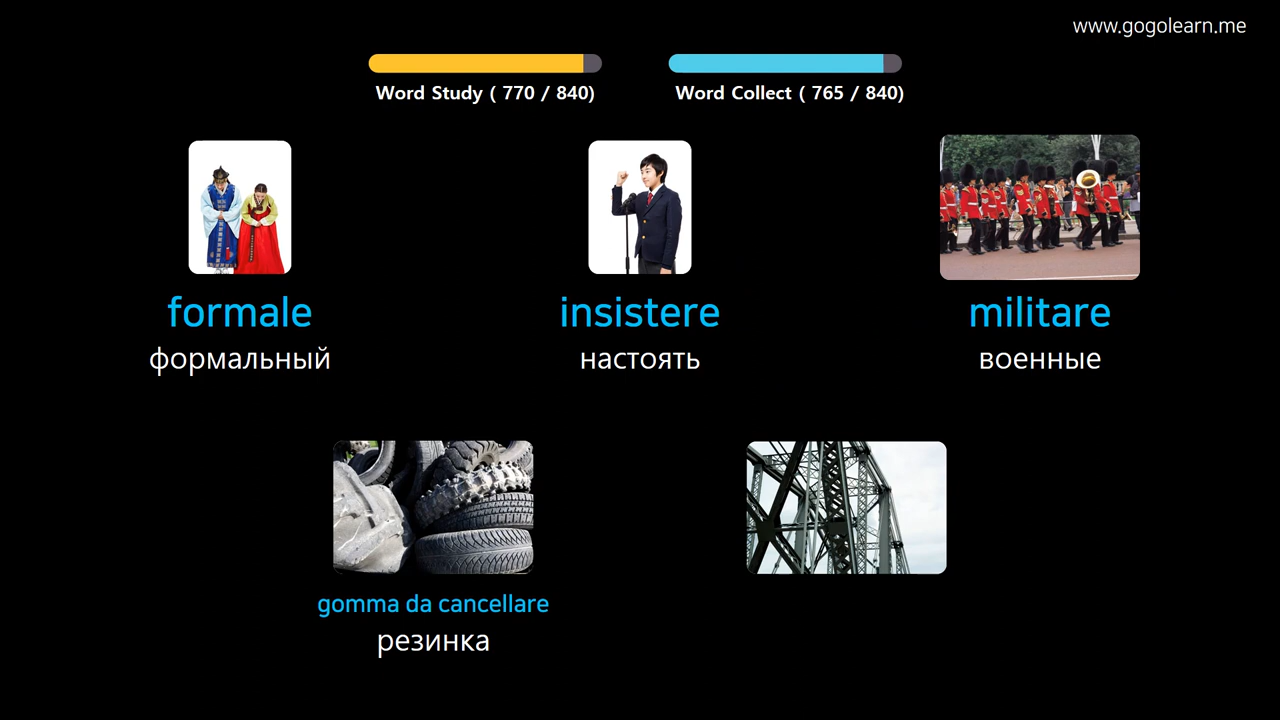 www.gogolearn.me
Word Study ( 770 / 840)
Word Collect ( 765 / 840)
formale
insistere
militare
формальный
настоять
военные
gomma da cancellare
резинка